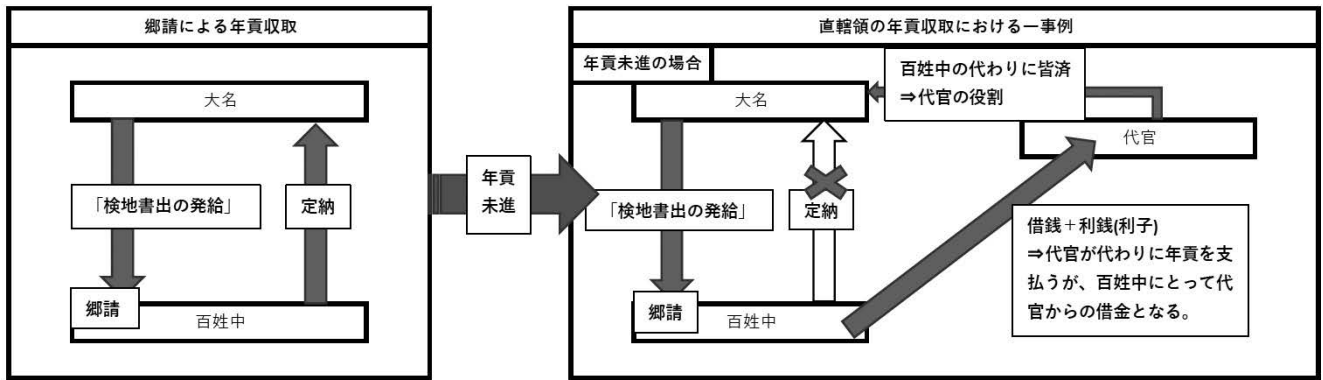 郷請による年貢収取
大名
「検地書出の発給」
定納
郷請
百姓中
年貢
未進
直轄領の年貢収取における一事例
年貢未進の場合
大名
百姓中の代わりに皆済
⇒代官の役割
代官
「検地書出の発給」
定納
借銭＋利銭(利子)
⇒代官が代わりに年貢を支
払うが、百姓中にとって代
官からの借金となる。
郷請
百姓中